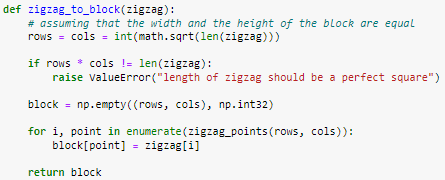 def zigzag_to_block(zigzag):
    # assuming that the width and the height of the block are equal
    rows = cols = int(math.sqrt(len(zigzag)))
    if rows * cols != len(zigzag):
        raise ValueError("length of zigzag should be a perfect square")
    block = np.empty((rows, cols), np.int32)
    for i, point in enumerate(zigzag_points(rows, cols)):
        block[point] = zigzag[i]
    return block